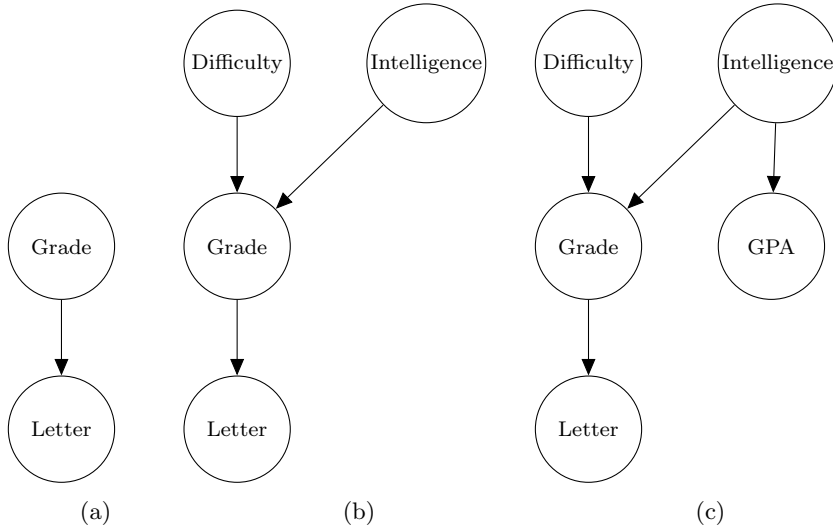 Difficulty Intelligence Difficulty Intelligence
Grade Grade Grade GPA
Letter Letter Letter
(a) (b) (c)